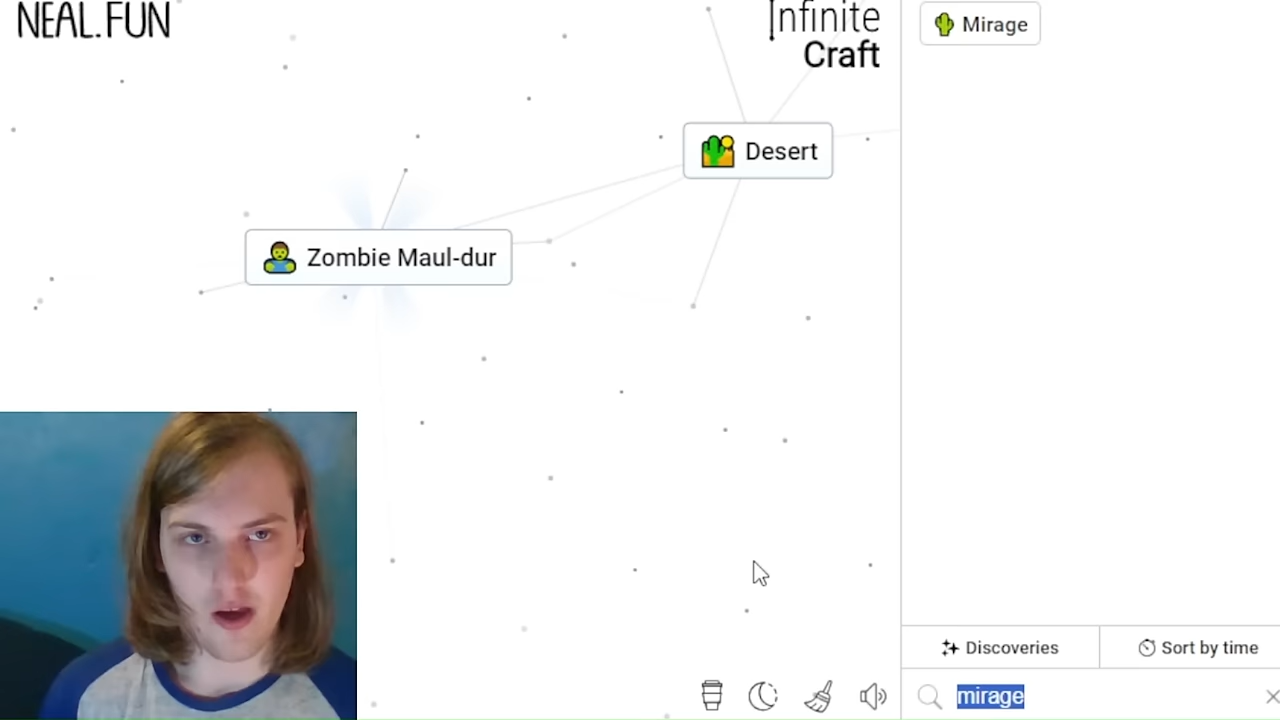 NEAL.FUN
Infinite
Craft
Mirage
Desert
Zombie Maul-dur
Discoveries
Sort by time
mirage